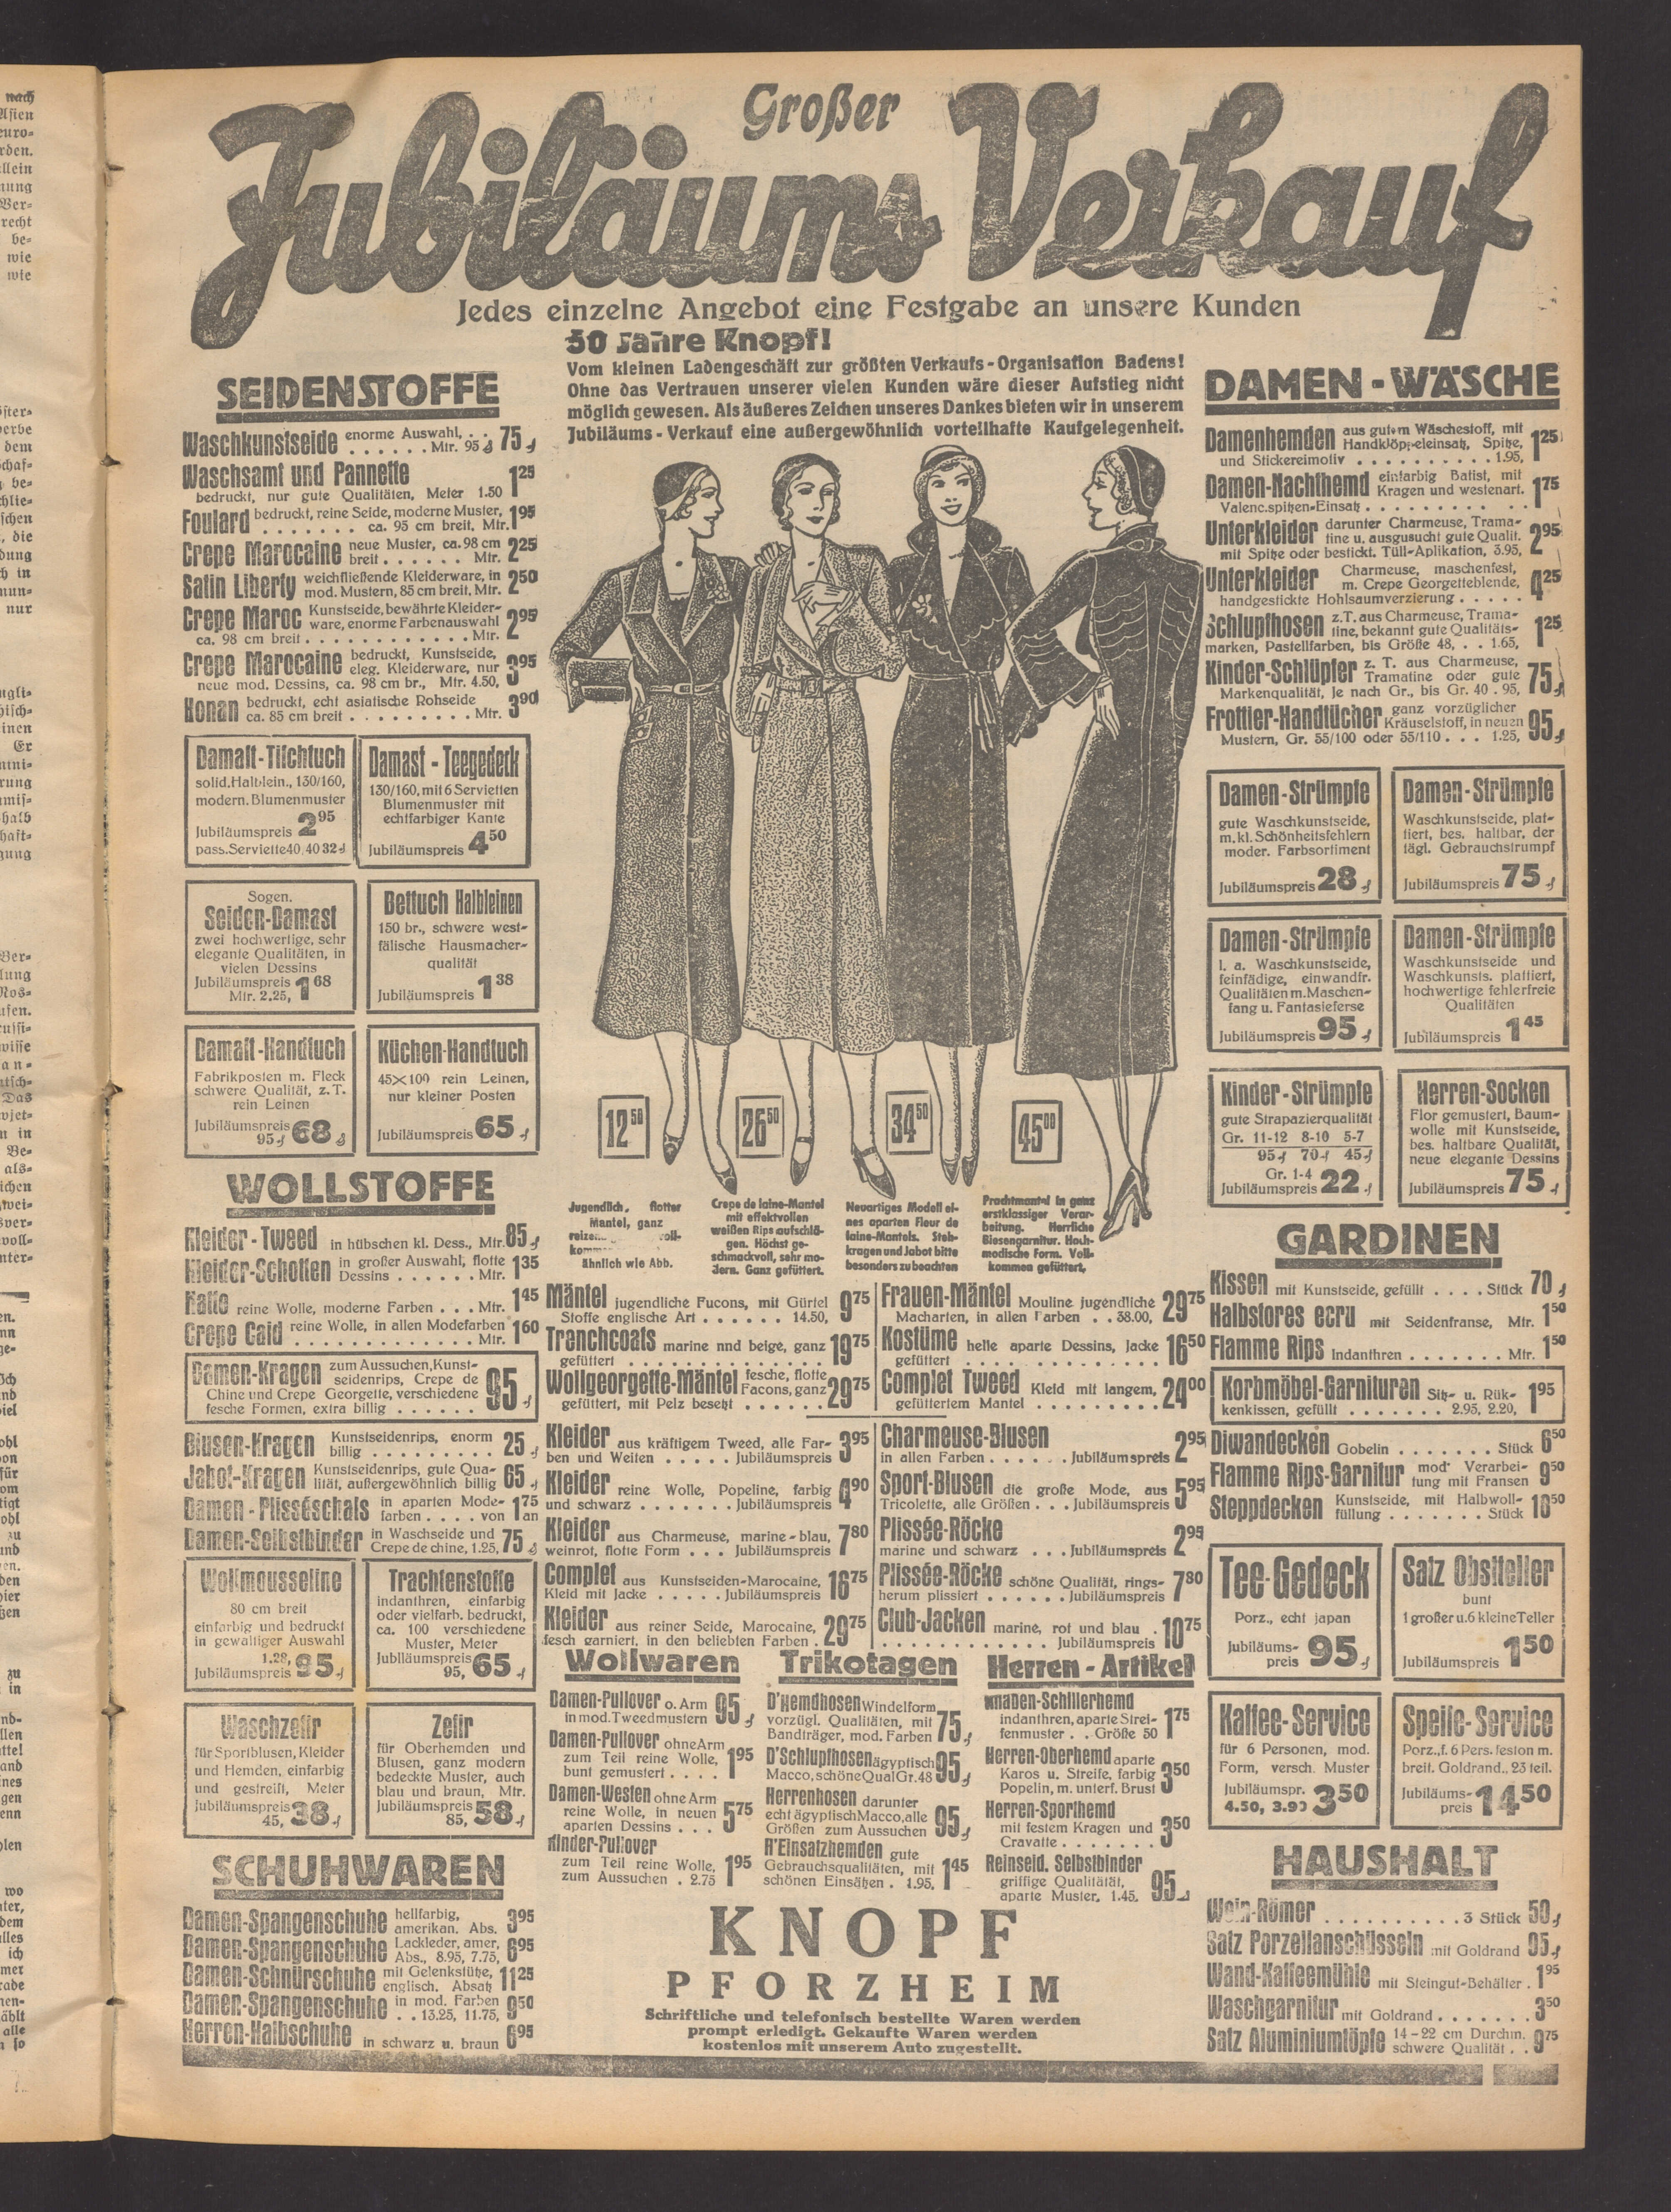 Großer
Jubiläums Verkauf
Jedes einzelne Angebot eine Festgabe an unsere Kunden
50 Jahre Knopf!
Vom kleinen Ladengeschäft zur größten Verkaufs-Organisation Badens!
Ohne das Vertrauen unserer vielen Kunden wäre dieser Aufstieg nicht
möglich gewesen. Als äußeres Zeichen unseres Dankes bieten wir in unserem
Jubiläums-Verkauf eine außergewöhnlich vorteilhafte Kaufgelegenheit.
SEIDENSTOFFE
Waschkunstseide enorme Auswahl, . .
. . . . . . Mtr. 95 ₰ 75 ₰
Waschsamt und Pannette
bedruckt, nur gute Qualitäten, Meter 1.50 1 25
Foulard bedruckt, reine Seide, moderne Muster,
. . . . . . . ca. 95 cm breit, Mtr. 1 95
Crepe Marocaine neue Muster, ca. 98 cm
breit . . . . . . Mtr. 2 25
Satin Liberty weichfließende Kleiderware, in
mod. Mustern, 85 cm breit, Mtr. 2 50
Crepe Maroc Kunstseide, bewährte Kleider-
ware, enorme Farbenauswahl
ca. 98 cm breit . . . . . . . . . . . . Mtr. 2 95
Crepe Marocaine bedruckt, Kunstseide,
eleg. Kleiderware, nur
neue mod. Dessins, ca. 98 cm br., Mtr. 4.50, 3 95
Honan bedruckt, echt asiatische Rohseide
ca. 85 cm breit . . . . . . . . . Mtr. 3 90
Damast-Tischtuch
solid. Halblein., 130/160,
modern. Blumenmuster
Jubiläumspreis 2 95
pass. Serviette 40/40 32 ₰
Damast - Teegedeck
130/160, mit 6 Servietten
Blumenmuster mit
echtfarbiger Kante
Jubiläumspreis 4 50
Sogen.
Seiden-Damast
zwei hochwertige, sehr
elegante Qualitäten, in
vielen Dessins
Jubiläumspreis 1 68
Mtr. 2.25,
Bettuch Halbleinen
150 br., schwere west-
fälische Hausmacher-
qualität
Jubiläumspreis 1 38
Damast-Handtuch
Fabrikposten m. Fleck
schwere Qualität, z. T.
rein Leinen
Jubiläumspreis
95 ₰ 68 ₰
Küchen-Handtuch
45×100 rein Leinen,
nur kleiner Posten
Jubiläumspreis 65 ₰
WOLLSTOFFE
Kleider-Tweed in hübschen kl. Dess., Mtr. 85 ₰
Kleider-Schotten in großer Auswahl, flotte
Dessins . . . . . . Mtr. 1 35
reine Wolle, moderne Farben . . . Mtr. 1 45
Crepe Caid reine Wolle, in allen Modefarben
. . . . . . . . . . . . . Mtr. 1 60
Damen-Kragen zum Aussuchen, Kunst-
seidenrips, Crepe de
Chine und Crepe Georgette, verschiedene
fesche Formen, extra billig . . . . . . 95 ₰
Blusen-Kragen Kunstseidenrips, enorm
billig . . . . . . . . . . 25 ₰
Jabot-Kragen Kunstseidenrips, gute Qua-
lität, außergewöhnlich billig 65 ₰
Damen-Plisséschals in aparten Mode-
farben . . . . von 1 75 an
Damen-Selbstbinder in Waschseide und
Crepe de chine, 1.25, 75 ₰
Wollmousseline
80 cm breit
einfarbig und bedruckt
in gewaltiger Auswahl
1.28,
Jubiläumspreis 95 ₰
Trachtenstoffe
indanthren, einfarbig
oder vielfarb. bedruckt,
ca. 100 verschiedene
Muster, Meter
Jubiläumspreis
95, 65 ₰
Waschzefir
für Sportblusen, Kleider
und Hemden, einfarbig
und gestreift, Meter
Jubiläumspreis
45, 38 ₰
Zefir
für Oberhemden und
Blusen, ganz modern
bedeckte Muster, auch
blau und braun, Mtr.
Jubiläumspreis
85, 58 ₰
SCHUHWAREN
Damen-Spangenschuhe hellfarbig,
amerikan. Abs. 3 95
Damen-Spangenschuhe Lackleder, amer,
Abs., 8.95, 7.75, 6 95
Damen-Schnürschuhe mit Gelenkstütze,
englisch. Absatz 11 25
Damen-Spangenschuhe in mod. Farben
. . 13.25, 11.75, 9 50
Herren-Halbschuhe in schwarz u. braun 6 95
12 50
26 50
34 50
45 00
Jugendlich, flotter
Mantel, ganz
voll-
ähnlich wie Abb.
Crepe de laine-Mantel
mit effektvollen
weißen Rips aufschlä-
gen. Höchst ge-
schmackvoll, sehr mo-
dern. Ganz gefüttert.
Neuartiges Modell ei-
nes aparten Fleur de
laine-Mantels. Steh-
kragen und Jabot bitte
besonders zu beachten
Prachtmantel in ganz
erstklassiger Verar-
beitung. Herrliche
Biesengarnitur. Hoch-
modische Form. Voll-
kommen gefüttert,
Mäntel jugendliche Fucons, mit Gürtel
Stoffe englische Art . . . . . . 14.50, 9 75
Trenchcoats marine nnd beige, ganz
gefüttert . . . . . . . . . . . . . . 19 75
Wollgeorgette-Mäntel fesche, flotte
Facons, ganz
gefüttert, mit Pelz besetzt . . . . . . . 29 75
Frauen-Mäntel Mouline jugendliche
Macharten, in allen Farben . . 38.00, 29 75
Kostüme helle aparte Dessins, Jacke
gefüttert . . . . . . . . . . . . . 16 50
Complet Tweed Kleid mit langem,
gefüttertem Mantel . . . . . . . . . 24 00
Kleider aus kräftigem Tweed, alle Far-
ben und Weiten . . . . . Jubiläumspreis 3 95
Kleider reine Wolle, Popeline, farbig
und schwarz . . . . . . . Jubiläumspreis 4 90
Kleider aus Charmeuse, marine-blau,
weinrot, flotte Form . . . Jubiläumspreis 7 80
Complet aus Kunstseiden-Marocaine,
Kleid mit Jacke . . . . . Jubiläumspreis 16 75
Kleider aus reiner Seide, Marocaine,
fesch garniert, in den beliebten Farben . 29 75
Charmeuse-Blusen
in allen Farben . . . . . . Jubiläumspreis 2 95
Sport-Blusen die große Mode, aus
Tricolette, alle Größen . . . Jubiläumspreis 5 95
Plissée-Röcke
marine und schwarz . . . Jubiläumspreis 2 95
Plissée-Röcke schöne Qualität, rings-
herum plissiert . . . . . . Jubiläumspreis 7 80
Club-Jacken marine, rot und blau .
. . . . . . . . . . . . Jubiläumspreis 10 75
Wollwaren
Damen-Pullover o. Arm
in mod. Tweedmustern 95 ₰
Damen-Pullover ohne Arm
zum Teil reine Wolle,
bunt gemustert . . . . 1 95
Damen-Westen ohne Arm
reine Wolle, in neuen
aparten Dessins . . . 5 75
Kinder-Pullover
zum Teil reine Wolle,
zum Aussuchen . 2.75 1 95
Trikotagen
D'Hemdhosen Windelform
vorzügl. Qualitäten, mit
Bandträger, mod. Farben 75 ₰
D'Schlupfhosen ägyptisch
Macco, schöne Qual Gr. 48 95 ₰
Herrenhosen darunter
echt ägyptisch Macco, alle
Größen zum Aussuchen 95 ₰
H'Einsatzhemden gute
Gebrauchsqualitäten, mit
schönen Einsätzen . 1.95, 1 45
Herren-Artikel
Knaben-Schillerhemd
indanthren, aparte Strei-
fenmuster . . Größe 50 1 75
Herren-Oberhemd aparte
Karos u. Streife, farbig
Popelin, m. unterf. Brust 3 50
Herren-Sporthemd
mit festem Kragen und
Cravatte . . . . . . . 3 50
Reinseid. Selbstbinder
griffige Qualitätät,
aparte Muster, 1.45, 95 ₰
KNOPF
PFORZHEIM
Schriftliche und telefonisch bestellte Waren werden
prompt erledigt. Gekaufte Waren werden
kostenlos mit unserem Auto zugestellt.
DAMEN-WÄSCHE
Damenhemden aus gutem Wäschestoff, mit
Handklöppeleinsatz, Spitze,
und Stickereimotiv . . . . . . . . . . 1.95, 1 25
Damen-Nachthemd einfarbig Batist, mit
Kragen und westenart.
Valenc.spitzen-Einsatz . . . . . . . . . 1 75
Unterkleider darunter Charmeuse, Trama-
tine u. ausgusucht gute Qualit.
mit Spitze oder bestickt. Tüll-Aplikation, 3.95, 2 95
Unterkleider Charmeuse, maschenfest,
m. Crepe Georgetteblende,
handgestickte Hohlsaumverzierung . . . . . 4 25
Schlupfhosen z.T. aus Charmeuse, Trama-
tine, bekannt gute Qualitäts-
marken, Pastellfarben, bis Größe 48, . . 1.65, 1 25
Kinder-Schlüpfer z. T. aus Charmeuse,
Tramatine oder gute
Markenqualität, je nach Gr., bis Gr. 40 . 95, 75 ₰
Frottier-Handtücher ganz vorzüglicher
Kräuselstoff, in neuen
Mustern, Gr. 55/100 oder 55/110 . . . 1.25, 95 ₰
Damen-Strümpfe
gute Waschkunstseide,
m. kl. Schönheitsfehlern
moder. Farbsortiment
Jubiläumspreis 28 ₰
Damen-Strümpfe
Waschkunstseide, plat-
tiert, bes. haltbar, der
tägl. Gebrauchstrumpf
Jubiläumspreis 75 ₰
Damen-Strümpfe
l. a. Waschkunstseide,
feinfädige, einwandfr.
Qualitäten m. Maschen-
fang u. Fantasieferse
Jubiläumspreis 95 ₰
Damen-Strümpfe
Waschkunstseide und
Waschkunsts. plattiert,
hochwertige fehlerfreie
Qualitäten
Jubiläumspreis 1 45
Kinder-Strümpfe
gute Strapazierqualität
Gr. 11-12 8-10 5-7
95 ₰ 70 ₰ 45 ₰
Gr. 1-4
Jubiläumspreis 22 ₰
Herren-Socken
Flor gemustert, Baum-
wolle mit Kunstseide,
bes. haltbare Qualität,
neue elegante Dessins
Jubiläumspreis 75 ₰
GARDINEN
Kissen mit Kunstseide, gefüllt . . . . Stück 70 ₰
Halbstores ecru mit Seidenfranse, Mtr. 1 50
Flamme Rips Indanthren . . . . . . . Mtr. 1 50
Korbmöbel-Garnituren Sitz- u. Rük-
kenkissen, gefüllt . . . . . . . 2.95, 2.20, 1 95
Diwandecken Gobelin . . . . . . . Stück 6 50
Flamme Rips-Garnitur mod. Verarbei-
tung mit Fransen 9 50
Steppdecken Kunstseide, mit Halbwoll-
füllung . . . . . . . Stück 10 50
Tee-Gedeck
Porz., echt japan
Jubiläums-
preis 95 ₰
Satz Obstteller
bunt
1 großer u. 6 kleine Teller
Jubiläumspreis 1 50
Kaffee-Service
für 6 Personen, mod.
Form, versch. Muster
Jubiläumspr.
4.50, 3.90 3 50
Speise-Service
Porz., f. 6 Pers. feston m.
breit. Goldrand., 23 teil.
Jubiläums-
preis 14 50
HAUSHALT
Wein-Römer . . . . . . . . . . 3 Stück 50 ₰
Satz Porzellanschüsseln mit Goldrand 95 ₰
Wand-Kaffeemühle mit Steingut-Behälter . 1 95
Waschgarnitur mit Goldrand . . . . . . . 3 50
Satz Aluminiumtöpfe 14-22 cm Durchm.
schwere Qualität . . 9 75